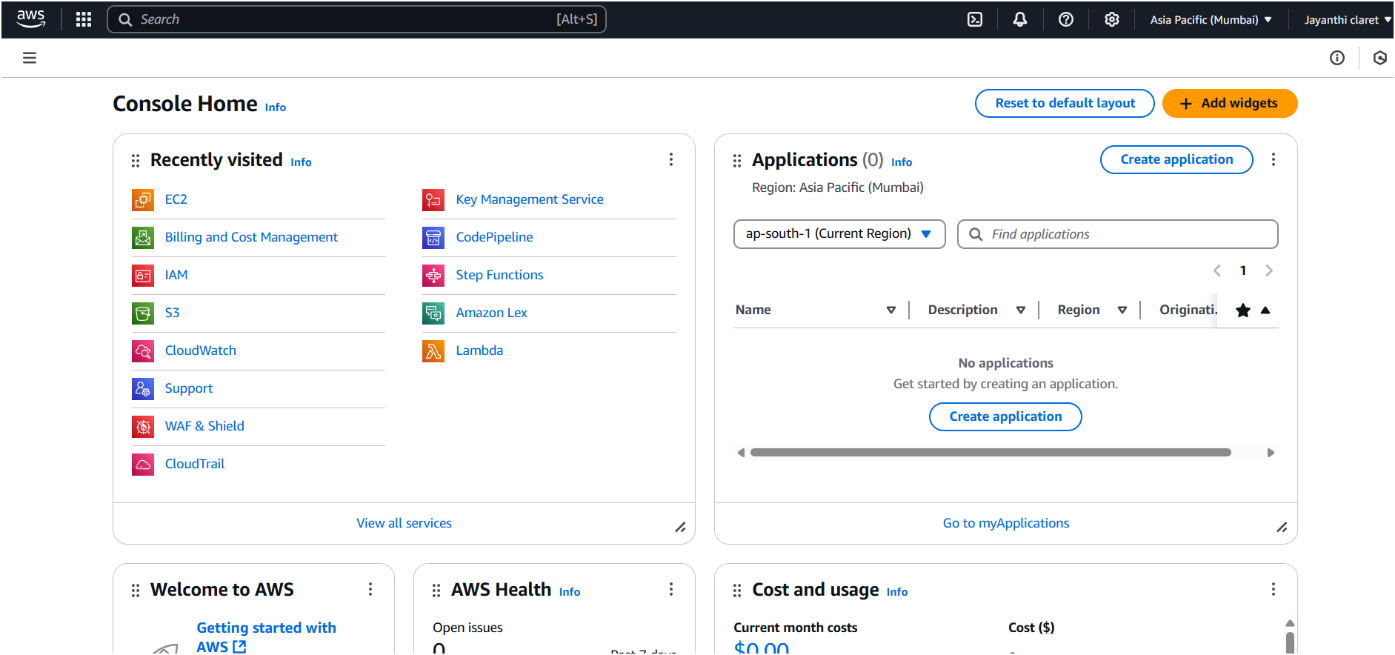 aws
Search [Alt+S]
Asia Pacific (Mumbai)
Jayanthi claret
Console Home Info
Reset to default layout
+ Add widgets
Recently visited Info
EC2
Billing and Cost Management
IAM
S3
CloudWatch
Support
WAF & Shield
CloudTrail
Key Management Service
CodePipeline
Step Functions
Amazon Lex
Lambda
View all services
Applications (0) Info
Create application
Region: Asia Pacific (Mumbai)
ap-south-1 (Current Region)
Find applications
1
Name Description Region Originati.
No applications
Get started by creating an application.
Create application
Go to myApplications
Welcome to AWS
Getting started with
AWS
AWS Health Info
Open issues
0
Past 7 days
Cost and usage Info
Current month costs
$0.00
Cost ($)